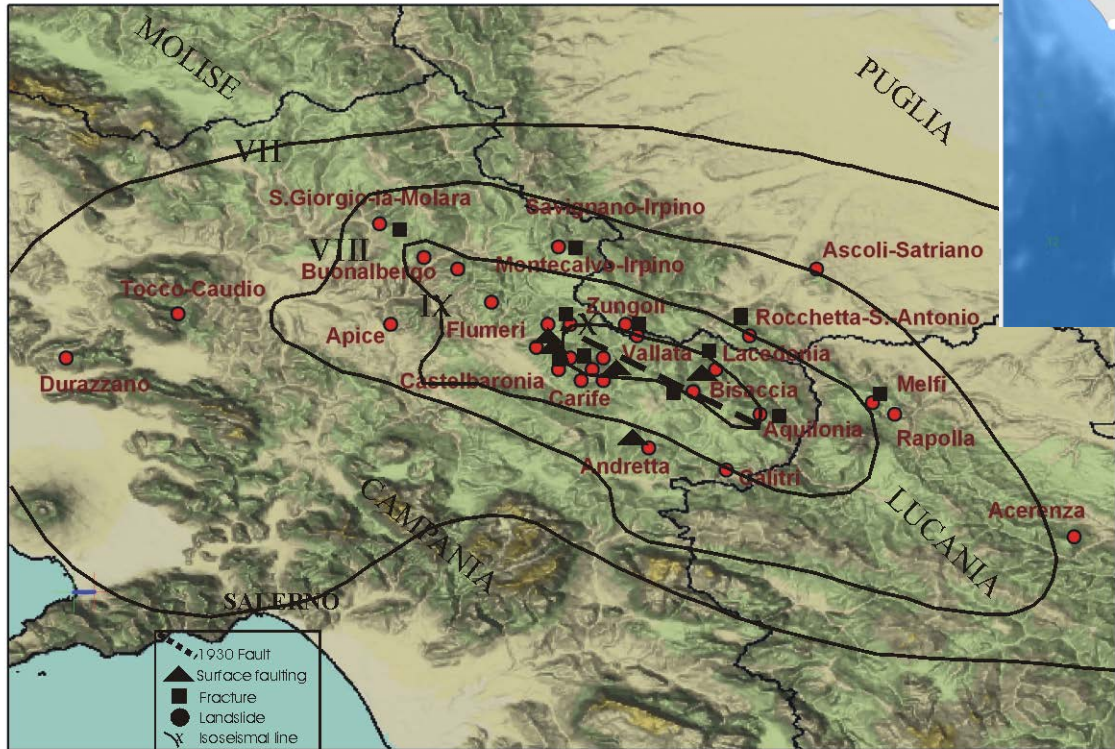 MOLISE
PUGLIA
VII
S.Giorgio-la-Molara
Savignano-Irpino
VIII
Buonalbergo
Montecalvo-Irpino
Ascoli-Satriano
Tocco-Caudio
IX
Flumeri
X
Zungoli
Rocchetta-S.-Antonio
Apice
Durazzano
Vallata
Lacedonia
Castelbaronia
Bisaccia
Melfi
Carife
Aquilonia
Rapolla
Andretta
Calitri
CAMPANIA
LUCANIA
Acerenza
SALERNO
1930 Fault
Surface faulting
Fracture
Landslide
X Isoseismal line